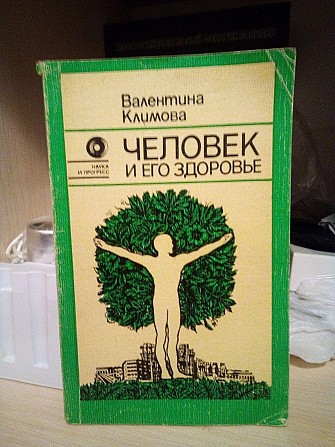 Валентина
Климова
НАУКА
И ПРОГРЕСС
ЧЕЛОВЕК
И ЕГО ЗДОРОВЬЕ